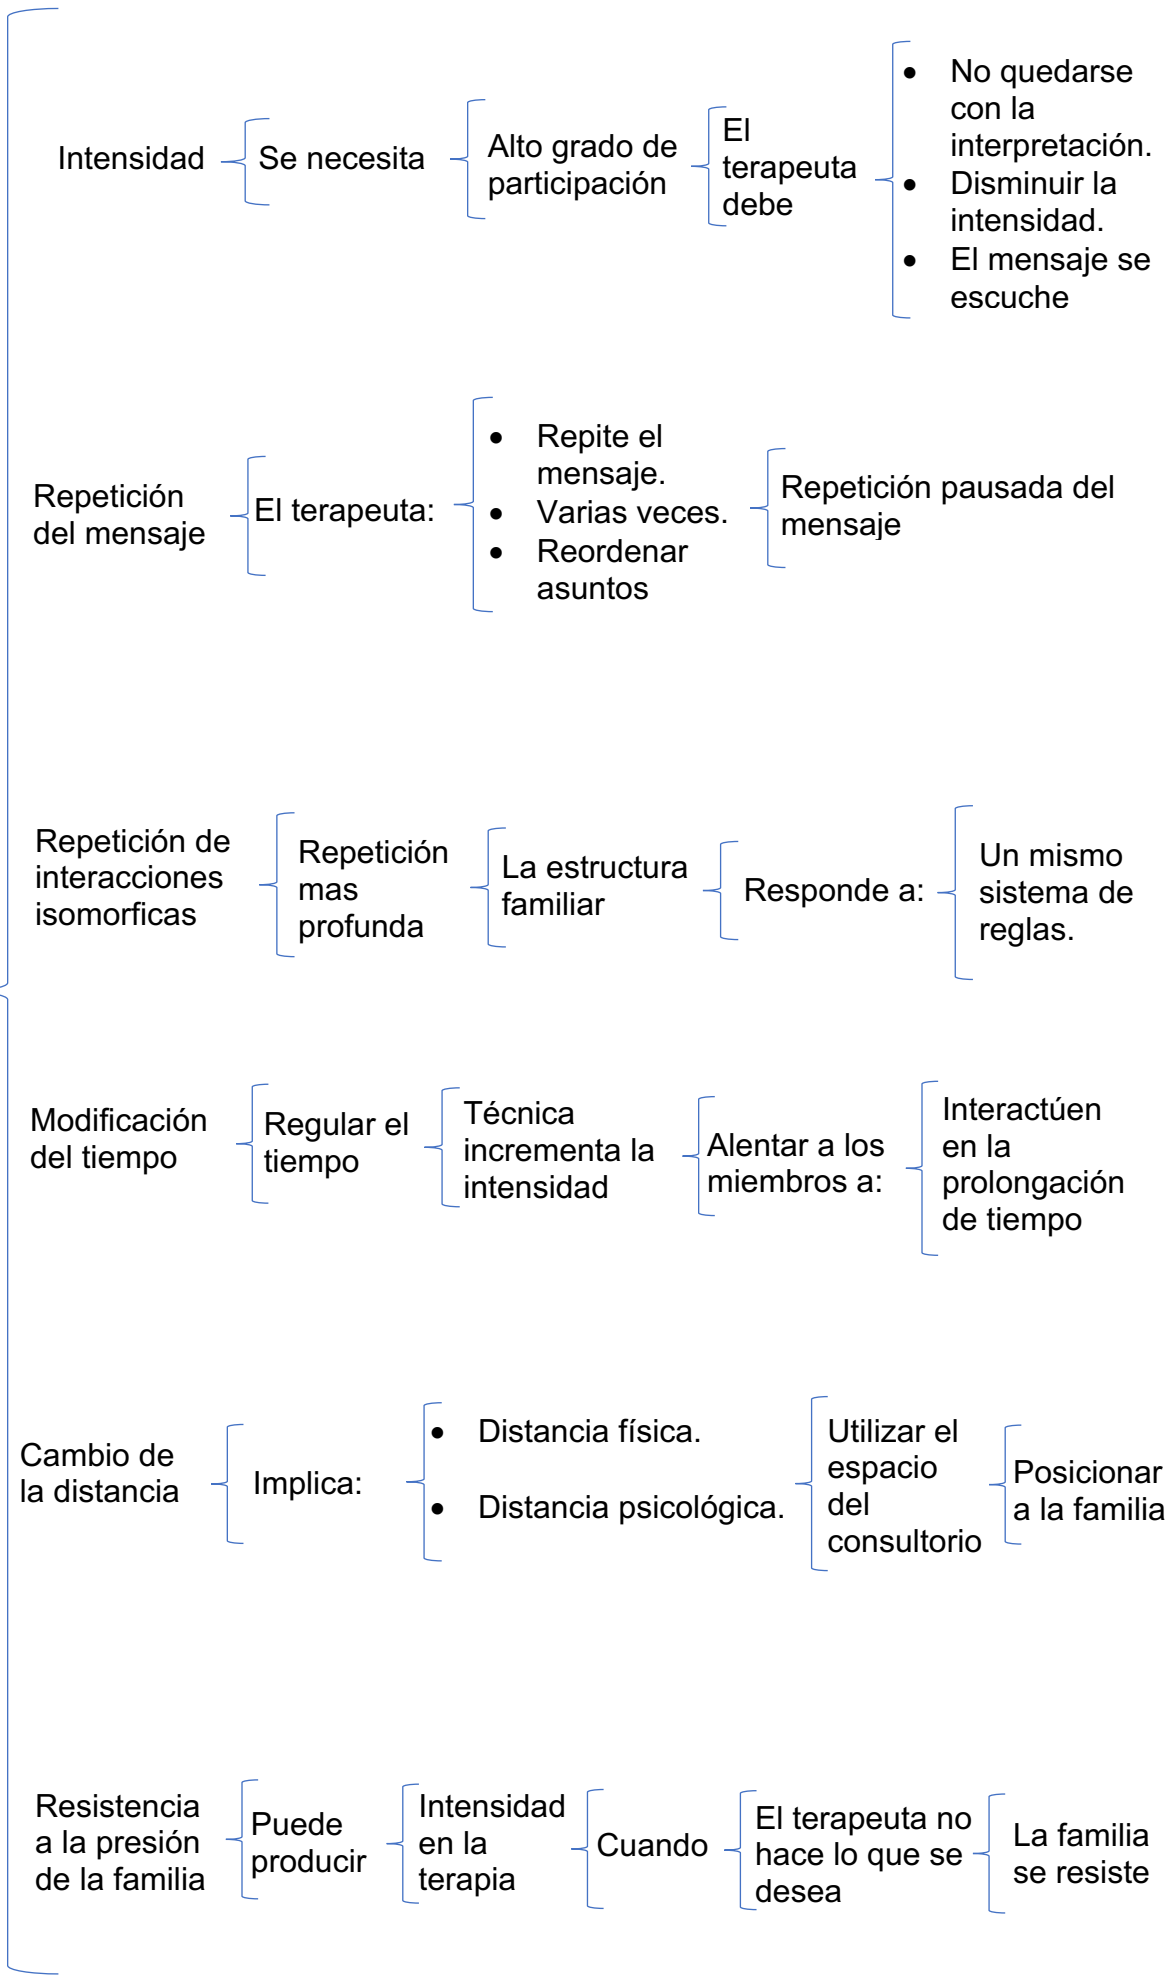 Intensidad
Se necesita
Alto grado de
participación
El
terapeuta
debe
• No quedarse
con la
interpretación.
• Disminuir la
intensidad.
• El mensaje se
escuche
Repetición
del mensaje
El terapeuta:
• Repite el
mensaje.
• Varias veces.
• Reordenar
asuntos
Repetición pausada del
mensaje
Repetición de
interacciones
isomorficas
Repetición
mas
profunda
La estructura
familiar
Responde a:
Un mismo
sistema de
reglas.
Modificación
del tiempo
Regular el
tiempo
Técnica
incrementa la
intensidad
Alentar a los
miembros a:
Interactúen
en la
prolongación
de tiempo
Cambio de
la distancia
Implica:
• Distancia física.
• Distancia psicológica.
Utilizar el
espacio
del
consultorio
Posicionar
a la familia
Resistencia
a la presión
de la familia
Puede
producir
Intensidad
en la
terapia
Cuando
El terapeuta no
hace lo que se
desea
La familia
se resiste